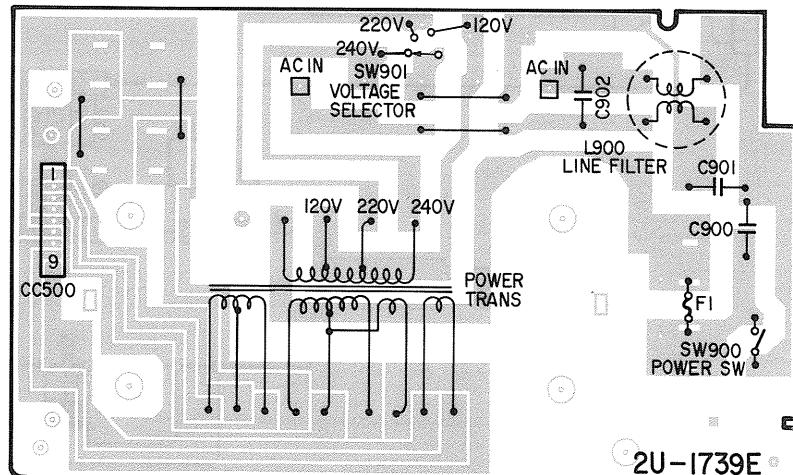 220V 120V
240V
AC IN
SW901
VOLTAGE
SELECTOR
AC IN
C902
L900
LINE FILTER
C901
C900
1
9
CC500
120V 220V 240V
POWER
TRANS
F1
SW900
POWER SW
2U-1739E